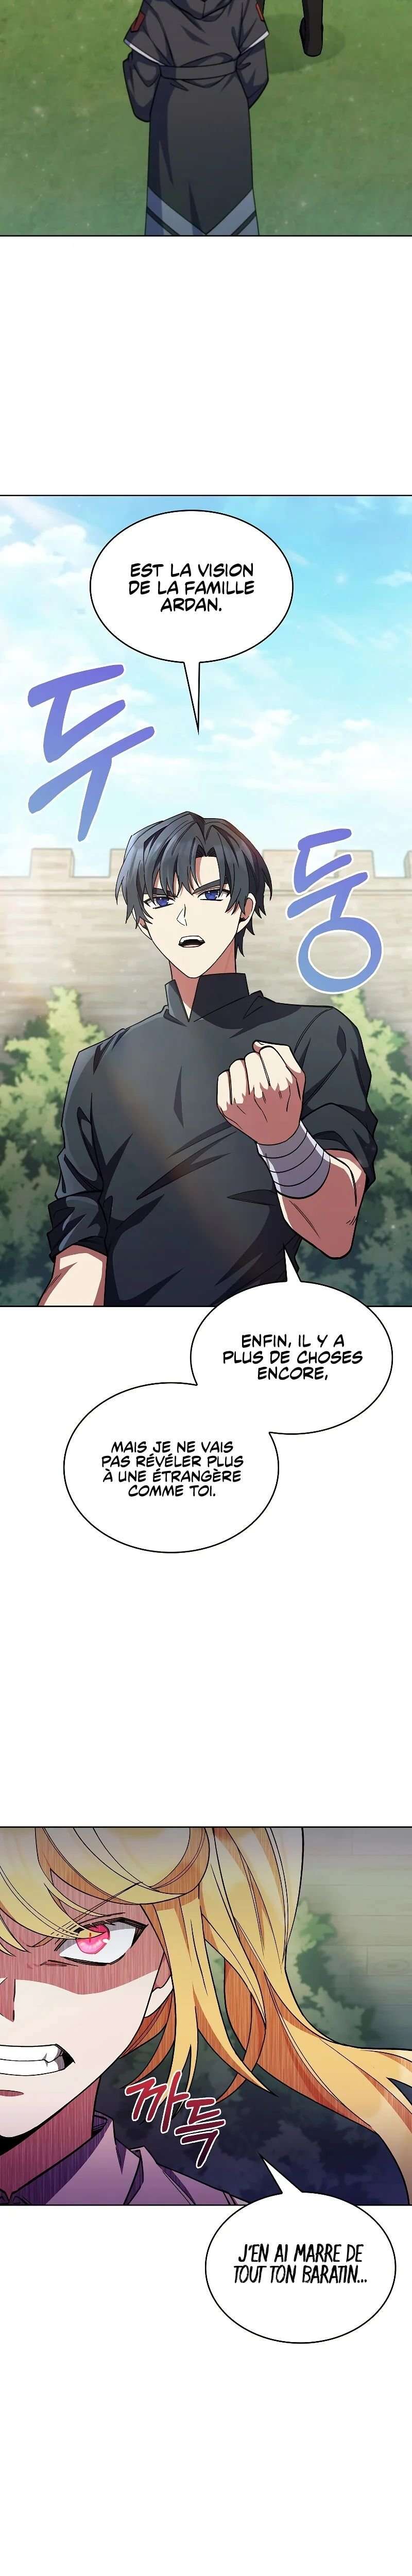 EST LA VISION
DE LA FAMILLE
ARDAN.
두
둥
ENFIN, IL Y A
PLUS DE CHOSES
ENCORE,
MAIS JE NE VAIS
PAS RÉVÉLER PLUS
À UNE ÉTRANGÈRE
COMME TOI.
까득
J'EN AI MARRE DE
TOUT TON BARATIN...